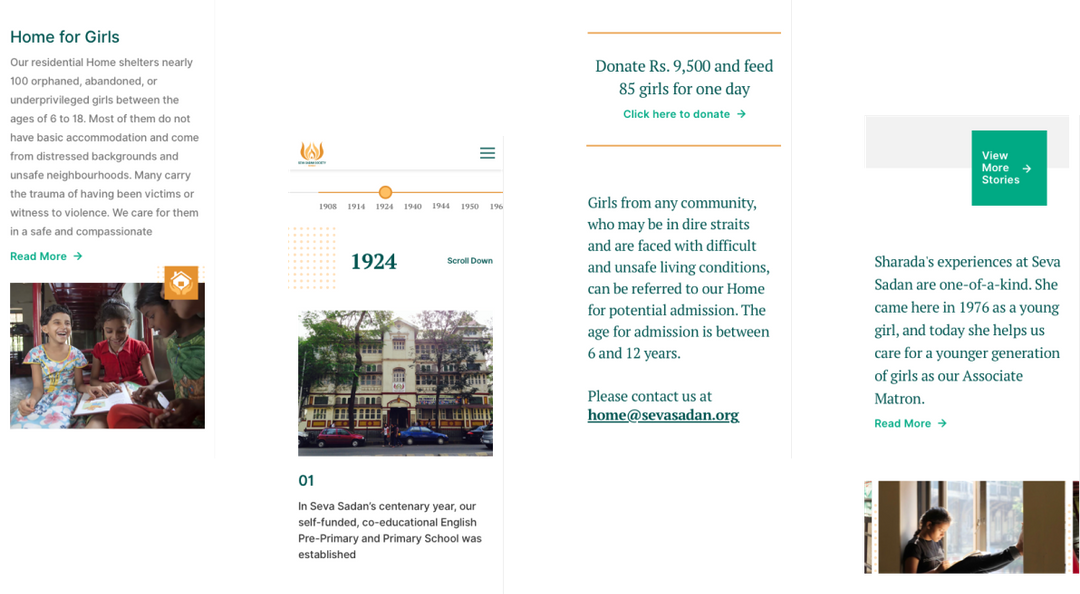 Home for Girls
Our residential Home shelters nearly
100 orphaned, abandoned, or
underprivileged girls between the
ages of 6 to 18. Most of them do not
have basic accommodation and come
from distressed backgrounds and
unsafe neighbourhoods. Many carry
the trauma of having been victims or
witness to violence. We care for them
in a safe and compassionate
Read More →
SEVA SADAN SOCIETY
1908 1914 1924 1940 1944 1950 196
1924
Scroll Down
01
In Seva Sadan's centenary year, our
self-funded, co-educational English
Pre-Primary and Primary School was
established
Donate Rs. 9,500 and feed
85 girls for one day
Click here to donate →
Girls from any community,
who may be in dire straits
and are faced with difficult
and unsafe living conditions,
can be referred to our Home
for potential admission. The
age for admission is between
6 and 12 years.
Please contact us at
home@sevasadan.org
View
More
Stories →
Sharada's experiences at Seva
Sadan are one-of-a-kind. She
came here in 1976 as a young
girl, and today she helps us
care for a younger generation
of girls as our Associate
Matron.
Read More →